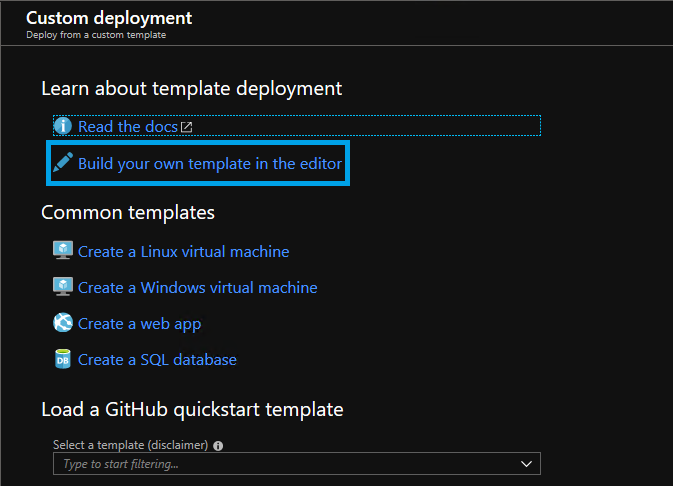 Custom deployment
Deploy from a custom template
Learn about template deployment
Read the docs
Build your own template in the editor
Common templates
Create a Linux virtual machine
Create a Windows virtual machine
Create a web app
DB Create a SQL database
Load a GitHub quickstart template
Select a template (disclaimer)
Type to start filtering...